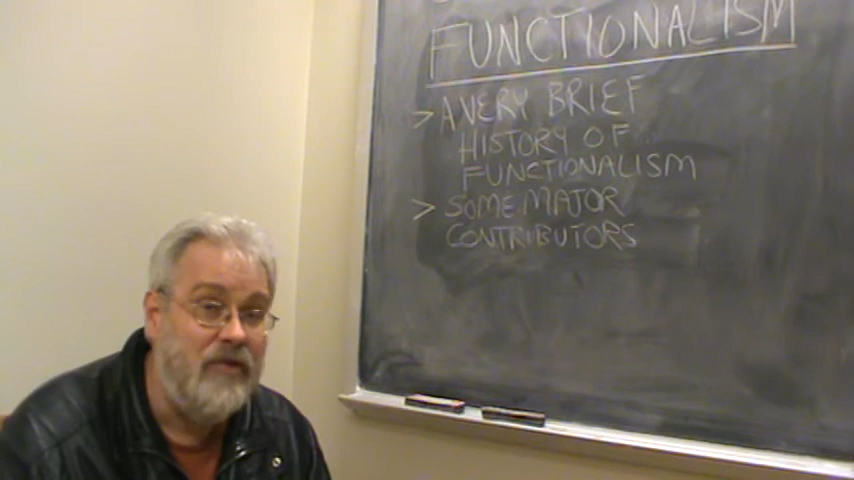 FUNCTIONALISM
> A VERY BRIEF
HISTORY OF
FUNCTIONALISM
> SOME MAJOR
CONTRIBUTORS